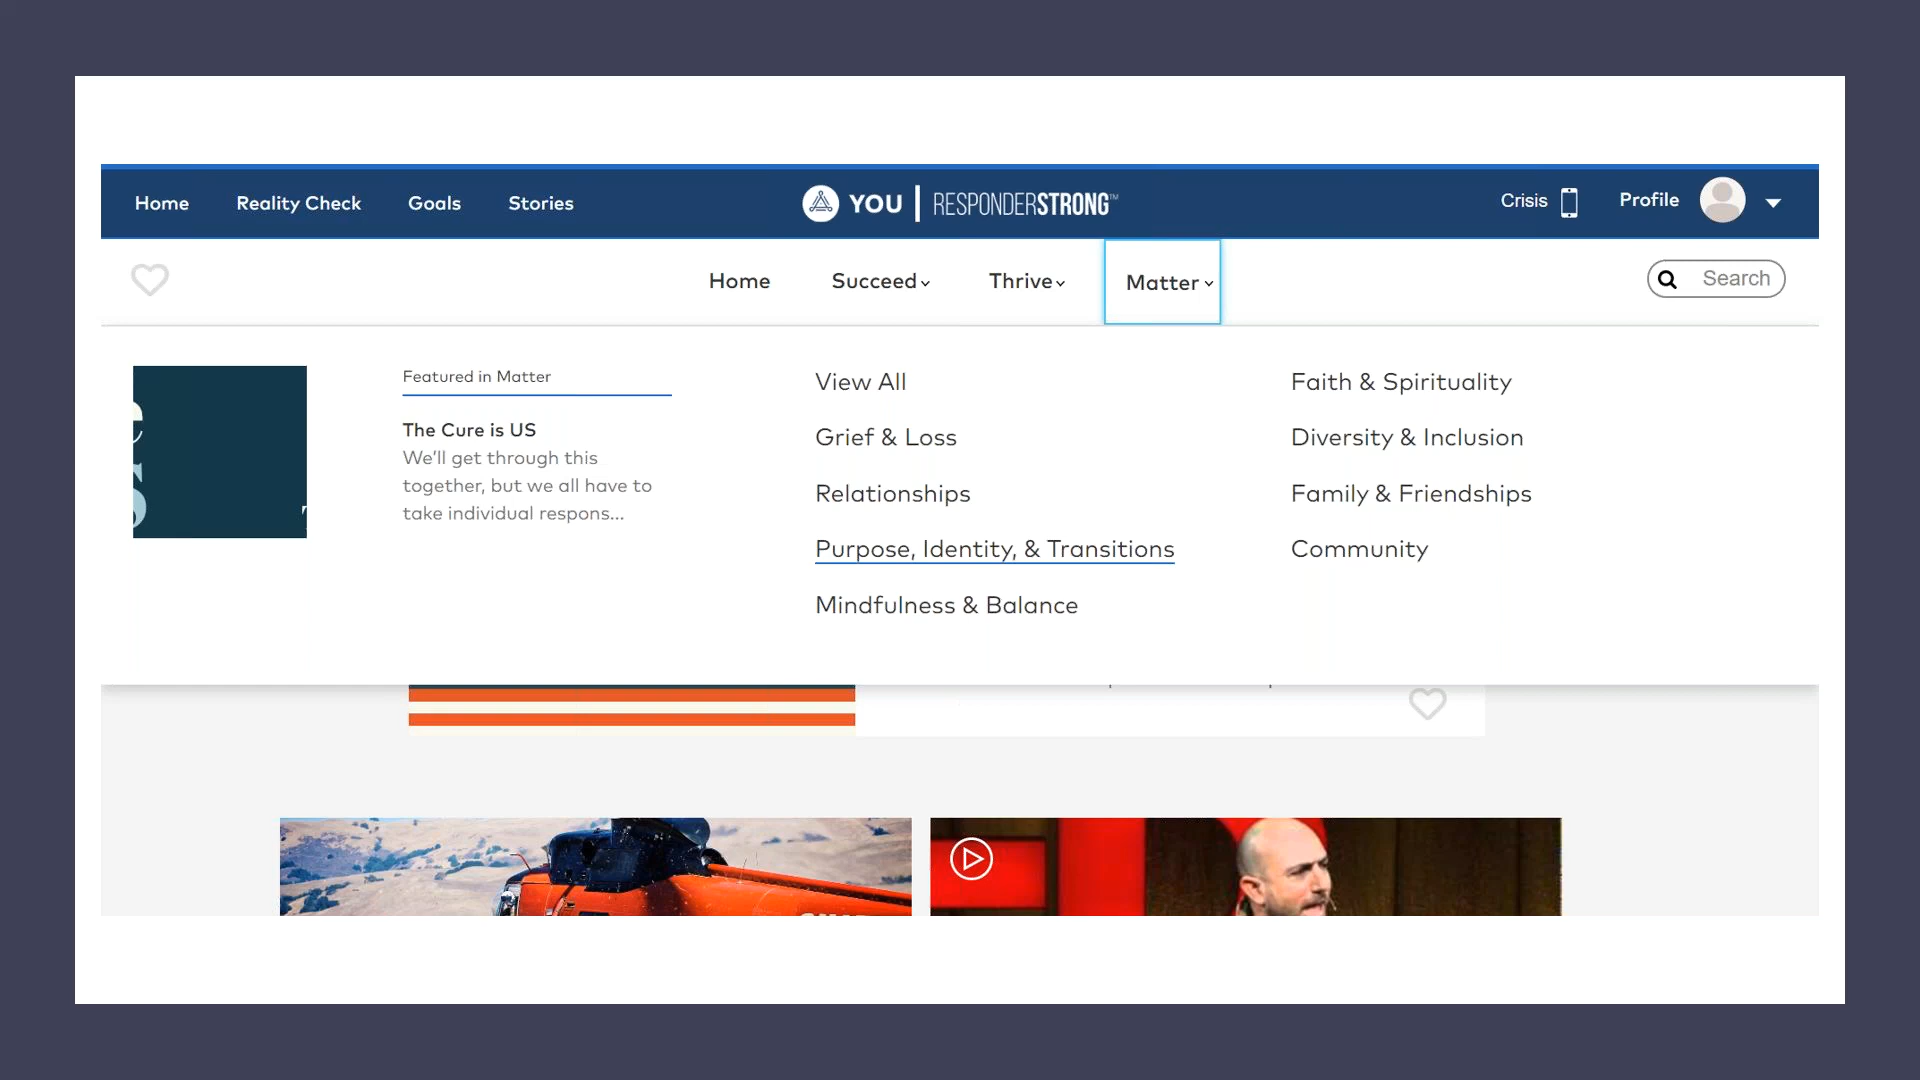 Home Reality Check Goals Stories YOU | RESPONDERSTRONG™ Crisis Profile
Home Succeed Thrive Matter Search
Featured in Matter
The Cure is US
We'll get through this
together, but we all have to
take individual respons...
View All
Grief & Loss
Relationships
Purpose, Identity, & Transitions
Mindfulness & Balance
Faith & Spirituality
Diversity & Inclusion
Family & Friendships
Community